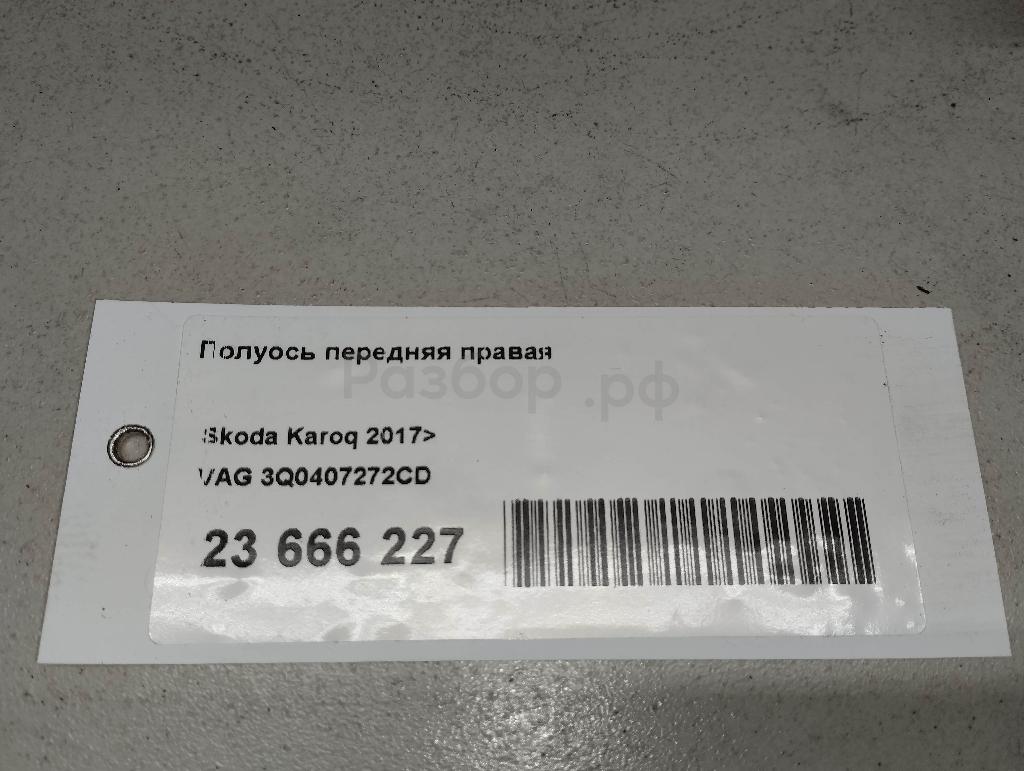 Полуось передняя правая
Разбор.рф
Skoda Karoq 2017>
VAG 3Q0407272CD
23 666 227